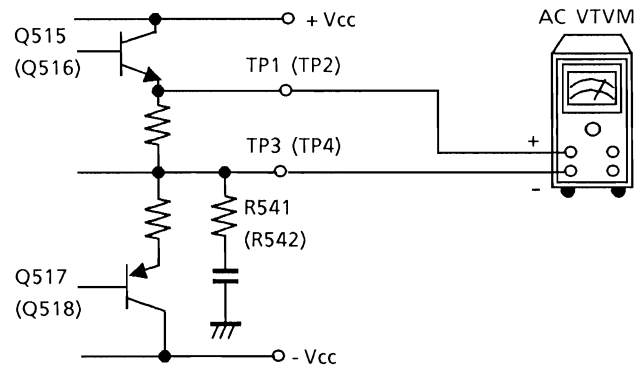 AC VTVM
+ Vcc
Q515
(Q516)
TP1 (TP2)
+
TP3 (TP4)
-
R541
(R542)
Q517
(Q518)
- Vcc